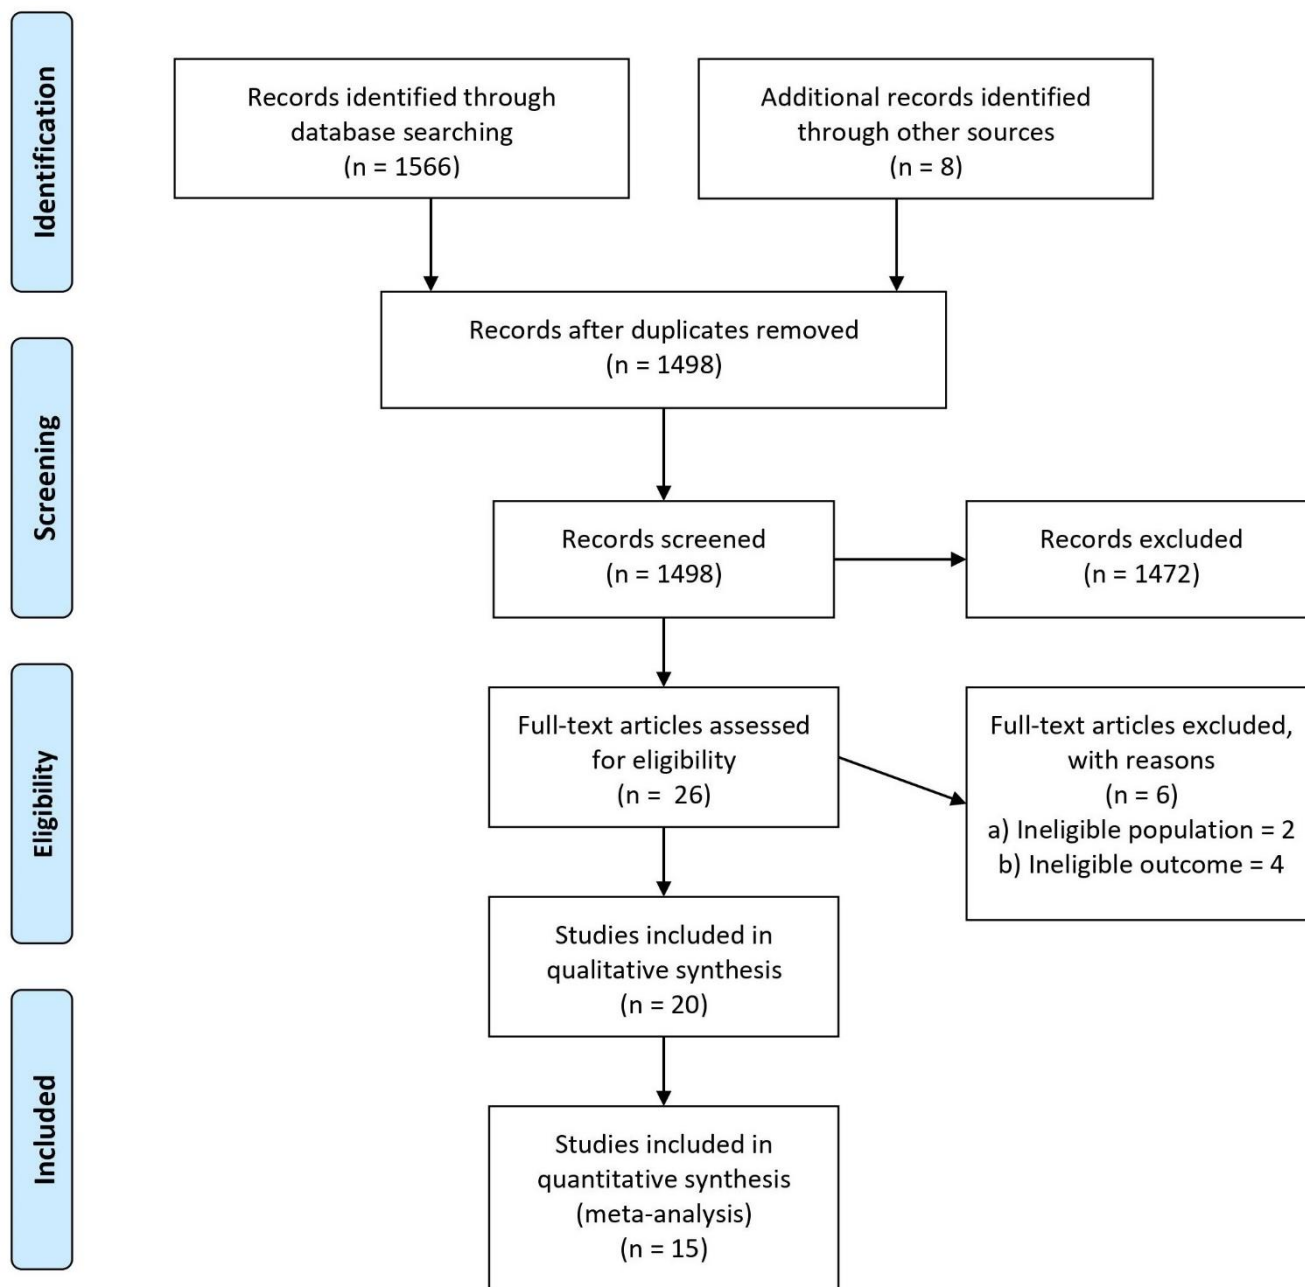 Identification
Records identified through
database searching
(n = 1566)
Additional records identified
through other sources
(n = 8)
Records after duplicates removed
(n = 1498)
Screening
Records screened
(n = 1498)
Records excluded
(n = 1472)
Eligibility
Full-text articles assessed
for eligibility
(n = 26)
Full-text articles excluded,
with reasons
(n = 6)
a) Ineligible population = 2
b) Ineligible outcome = 4
Studies included in
qualitative synthesis
(n = 20)
Included
Studies included in
quantitative synthesis
(meta-analysis)
(n = 15)